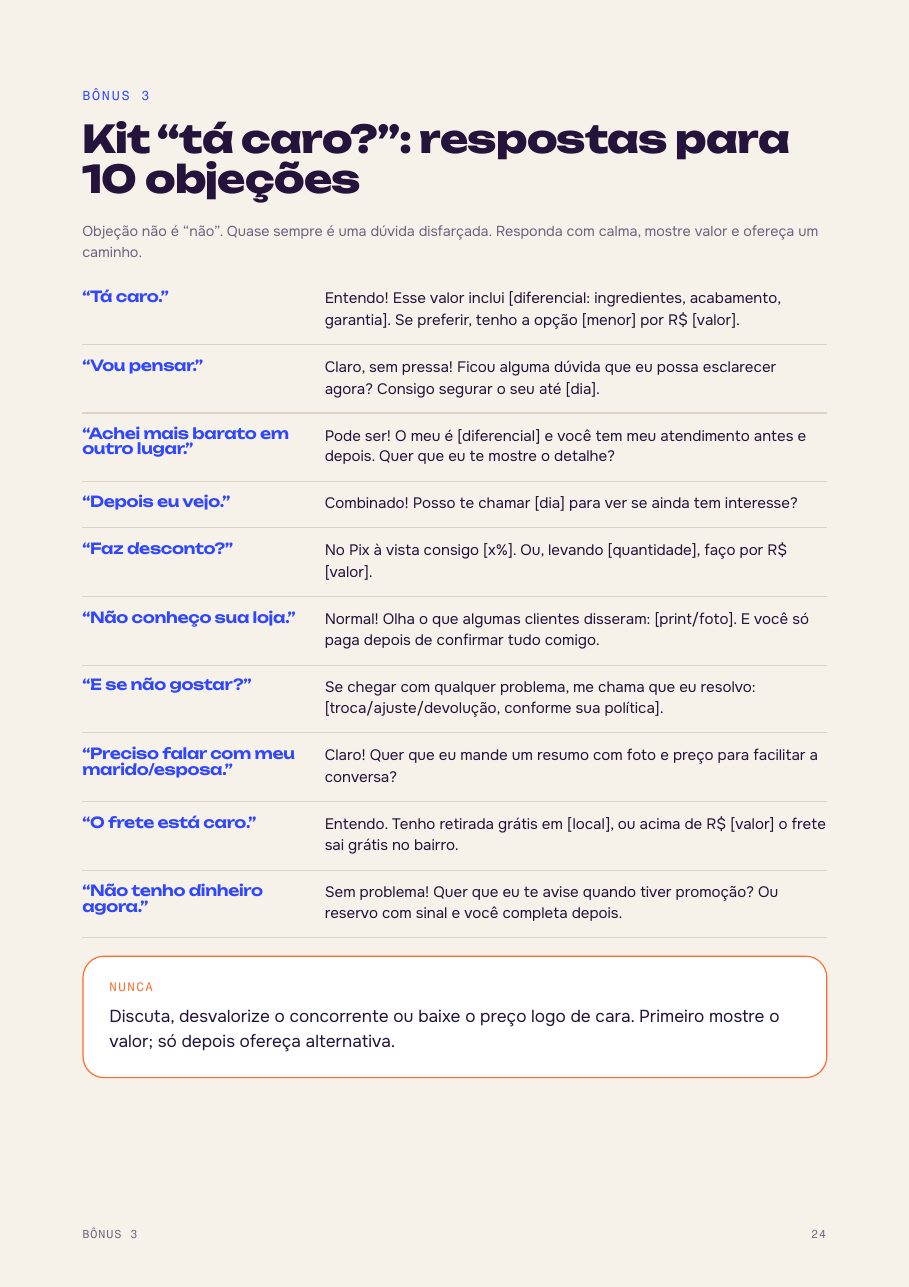 BÔNUS 3
Kit “tá caro?”: respostas para
10 objeções
Objeção não é “não”. Quase sempre é uma dúvida disfarçada. Responda com calma, mostre valor e ofereça um
caminho.
“Tá caro.”
Entendo! Esse valor inclui [diferencial: ingredientes, acabamento,
garantia]. Se preferir, tenho a opção [menor] por R$ [valor].
“Vou pensar.”
Claro, sem pressa! Ficou alguma dúvida que eu possa esclarecer
agora? Consigo segurar o seu até [dia].
“Achei mais barato em
outro lugar.”
Pode ser! O meu é [diferencial] e você tem meu atendimento antes e
depois. Quer que eu te mostre o detalhe?
“Depois eu vejo.”
Combinado! Posso te chamar [dia] para ver se ainda tem interesse?
“Faz desconto?”
No Pix à vista consigo [x%]. Ou, levando [quantidade], faço por R$
[valor].
“Não conheço sua loja.”
Normal! Olha o que algumas clientes disseram: [print/foto]. E você só
paga depois de confirmar tudo comigo.
“E se não gostar?”
Se chegar com qualquer problema, me chama que eu resolvo:
[troca/ajuste/devolução, conforme sua política].
“Preciso falar com meu
marido/esposa.”
Claro! Quer que eu mande um resumo com foto e preço para facilitar a
conversa?
“O frete está caro.”
Entendo. Tenho retirada grátis em [local], ou acima de R$ [valor] o frete
sai grátis no bairro.
“Não tenho dinheiro
agora.”
Sem problema! Quer que eu te avise quando tiver promoção? Ou
reservo com sinal e você completa depois.
NUNCA
Discuta, desvalorize o concorrente ou baixe o preço logo de cara. Primeiro mostre o
valor; só depois ofereça alternativa.
BÔNUS 3
24